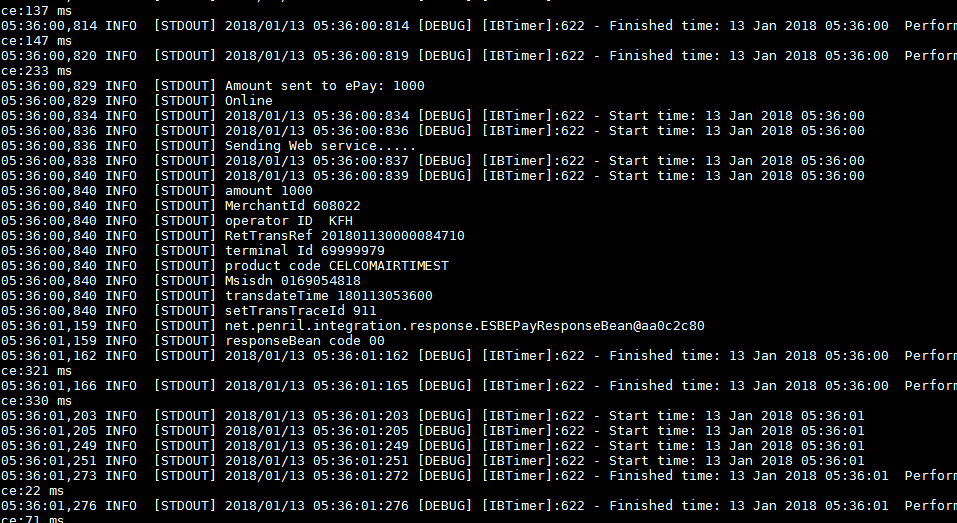 ce:137 ms
05:36:00,814 INFO  [STDOUT] 2018/01/13 05:36:00:814 [DEBUG] [IBTimer]:622 - Finished time: 13 Jan 2018 05:36:00  Perform
ce:147 ms
05:36:00,820 INFO  [STDOUT] 2018/01/13 05:36:00:819 [DEBUG] [IBTimer]:622 - Finished time: 13 Jan 2018 05:36:00  Perform
ce:233 ms
05:36:00,829 INFO  [STDOUT] Amount sent to ePay: 1000
05:36:00,829 INFO  [STDOUT] Online
05:36:00,834 INFO  [STDOUT] 2018/01/13 05:36:00:834 [DEBUG] [IBTimer]:622 - Start time: 13 Jan 2018 05:36:00
05:36:00,836 INFO  [STDOUT] 2018/01/13 05:36:00:836 [DEBUG] [IBTimer]:622 - Start time: 13 Jan 2018 05:36:00
05:36:00,836 INFO  [STDOUT] Sending Web service.....
05:36:00,838 INFO  [STDOUT] 2018/01/13 05:36:00:837 [DEBUG] [IBTimer]:622 - Start time: 13 Jan 2018 05:36:00
05:36:00,840 INFO  [STDOUT] 2018/01/13 05:36:00:839 [DEBUG] [IBTimer]:622 - Start time: 13 Jan 2018 05:36:00
05:36:00,840 INFO  [STDOUT] amount 1000
05:36:00,840 INFO  [STDOUT] MerchantId 608022
05:36:00,840 INFO  [STDOUT] operator ID  KFH
05:36:00,840 INFO  [STDOUT] RetTransRef 201801130000084710
05:36:00,840 INFO  [STDOUT] terminal Id 69999979
05:36:00,840 INFO  [STDOUT] product code CELCOMAIRTIMEST
05:36:00,840 INFO  [STDOUT] Msisdn 0169054818
05:36:00,840 INFO  [STDOUT] transdateTime 180113053600
05:36:00,840 INFO  [STDOUT] setTransTraceId 911
05:36:01,159 INFO  [STDOUT] net.penril.integration.response.ESBEPayResponseBean@aa0c2c80
05:36:01,159 INFO  [STDOUT] responseBean code 00
05:36:01,162 INFO  [STDOUT] 2018/01/13 05:36:01:162 [DEBUG] [IBTimer]:622 - Finished time: 13 Jan 2018 05:36:00  Perform
ce:321 ms
05:36:01,166 INFO  [STDOUT] 2018/01/13 05:36:01:165 [DEBUG] [IBTimer]:622 - Finished time: 13 Jan 2018 05:36:00  Perform
ce:330 ms
05:36:01,203 INFO  [STDOUT] 2018/01/13 05:36:01:203 [DEBUG] [IBTimer]:622 - Start time: 13 Jan 2018 05:36:01
05:36:01,205 INFO  [STDOUT] 2018/01/13 05:36:01:205 [DEBUG] [IBTimer]:622 - Start time: 13 Jan 2018 05:36:01
05:36:01,249 INFO  [STDOUT] 2018/01/13 05:36:01:249 [DEBUG] [IBTimer]:622 - Start time: 13 Jan 2018 05:36:01
05:36:01,251 INFO  [STDOUT] 2018/01/13 05:36:01:251 [DEBUG] [IBTimer]:622 - Start time: 13 Jan 2018 05:36:01
05:36:01,273 INFO  [STDOUT] 2018/01/13 05:36:01:272 [DEBUG] [IBTimer]:622 - Finished time: 13 Jan 2018 05:36:01  Perform
ce:22 ms
05:36:01,276 INFO  [STDOUT] 2018/01/13 05:36:01:276 [DEBUG] [IBTimer]:622 - Finished time: 13 Jan 2018 05:36:01  Perform
ce:71 ms